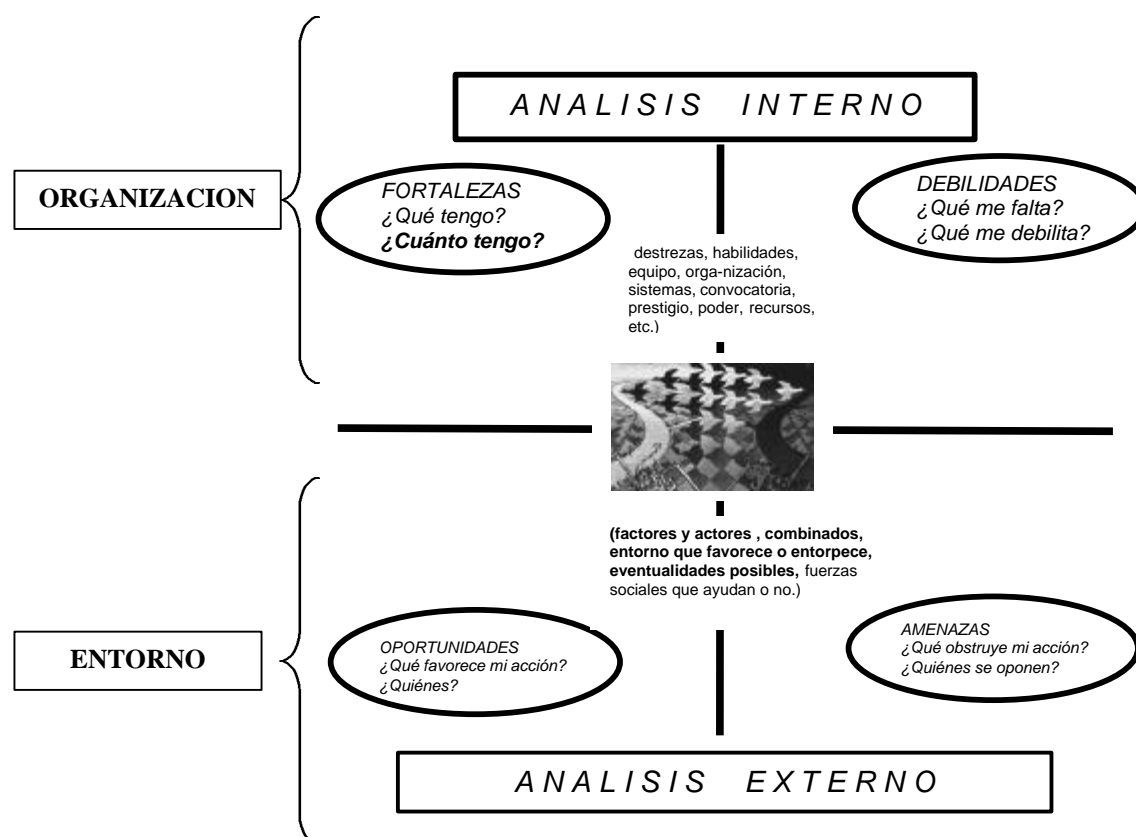 ANALISIS INTERNO
ORGANIZACION
FORTALEZAS
¿Qué tengo?
¿Cuánto tengo?
DEBILIDADES
¿Qué me falta?
¿Qué me debilita?
destrezas, habilidades,
equipo, orga-nización,
sistemas, convocatoria,
prestigio, poder, recursos,
etc.)
(factores y actores , combinados,
entorno que favorece o entorpece,
eventualidades posibles, fuerzas
sociales que ayudan o no.)
ENTORNO
OPORTUNIDADES
¿Qué favorece mi acción?
¿Quiénes?
AMENAZAS
¿Qué obstruye mi acción?
¿Quiénes se oponen?
ANALISIS EXTERNO